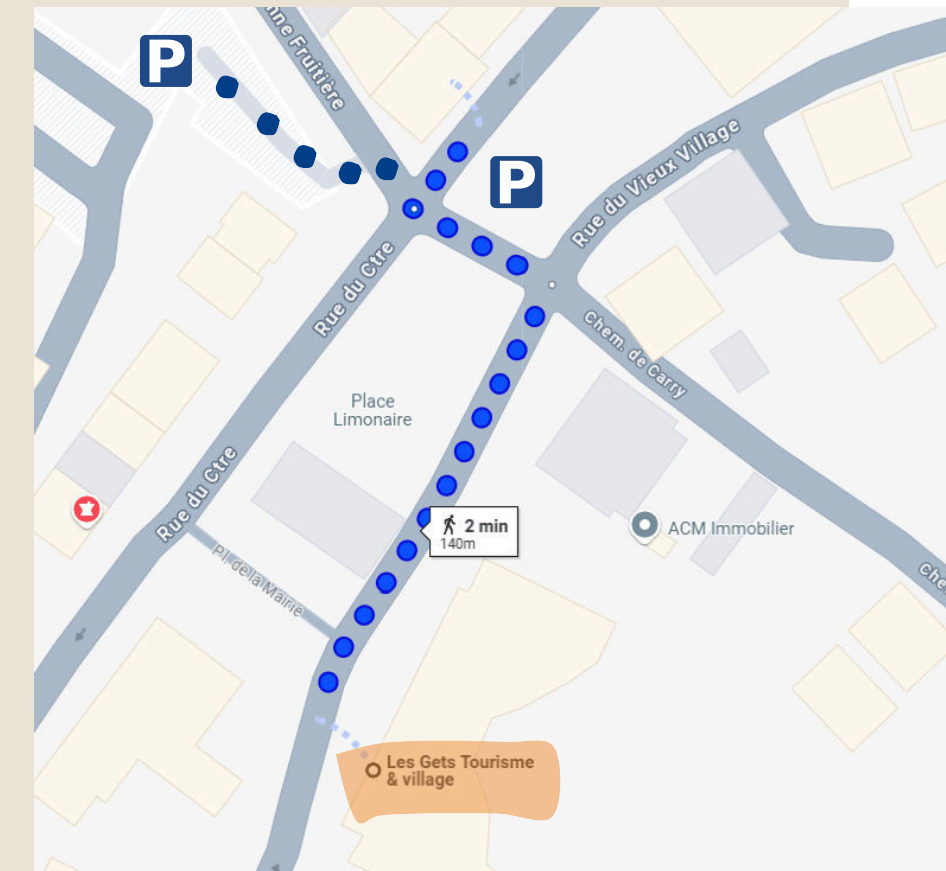 nne Fruitière
P
P
Rue du Vieux Village
Rue du Ctre
Chem. de Carry
Place
Limonaire
Rue du Ctre
2 min
140m
ACM Immobilier
Pl. de la Mairie
Che
Les Gets Tourisme
& village